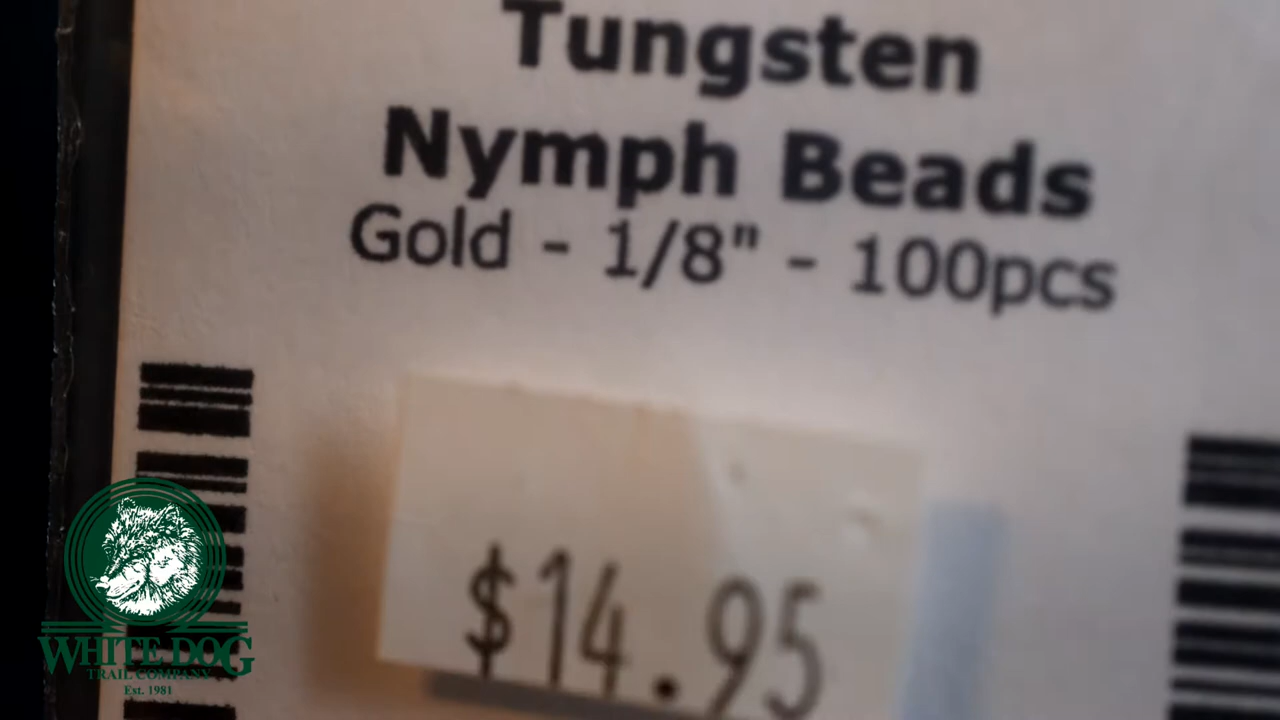 Tungsten
Nymph Beads
Gold - 1/8" - 100pcs
$14.95
WHITE DOG
TRAIL COMPANY
Est. 1981